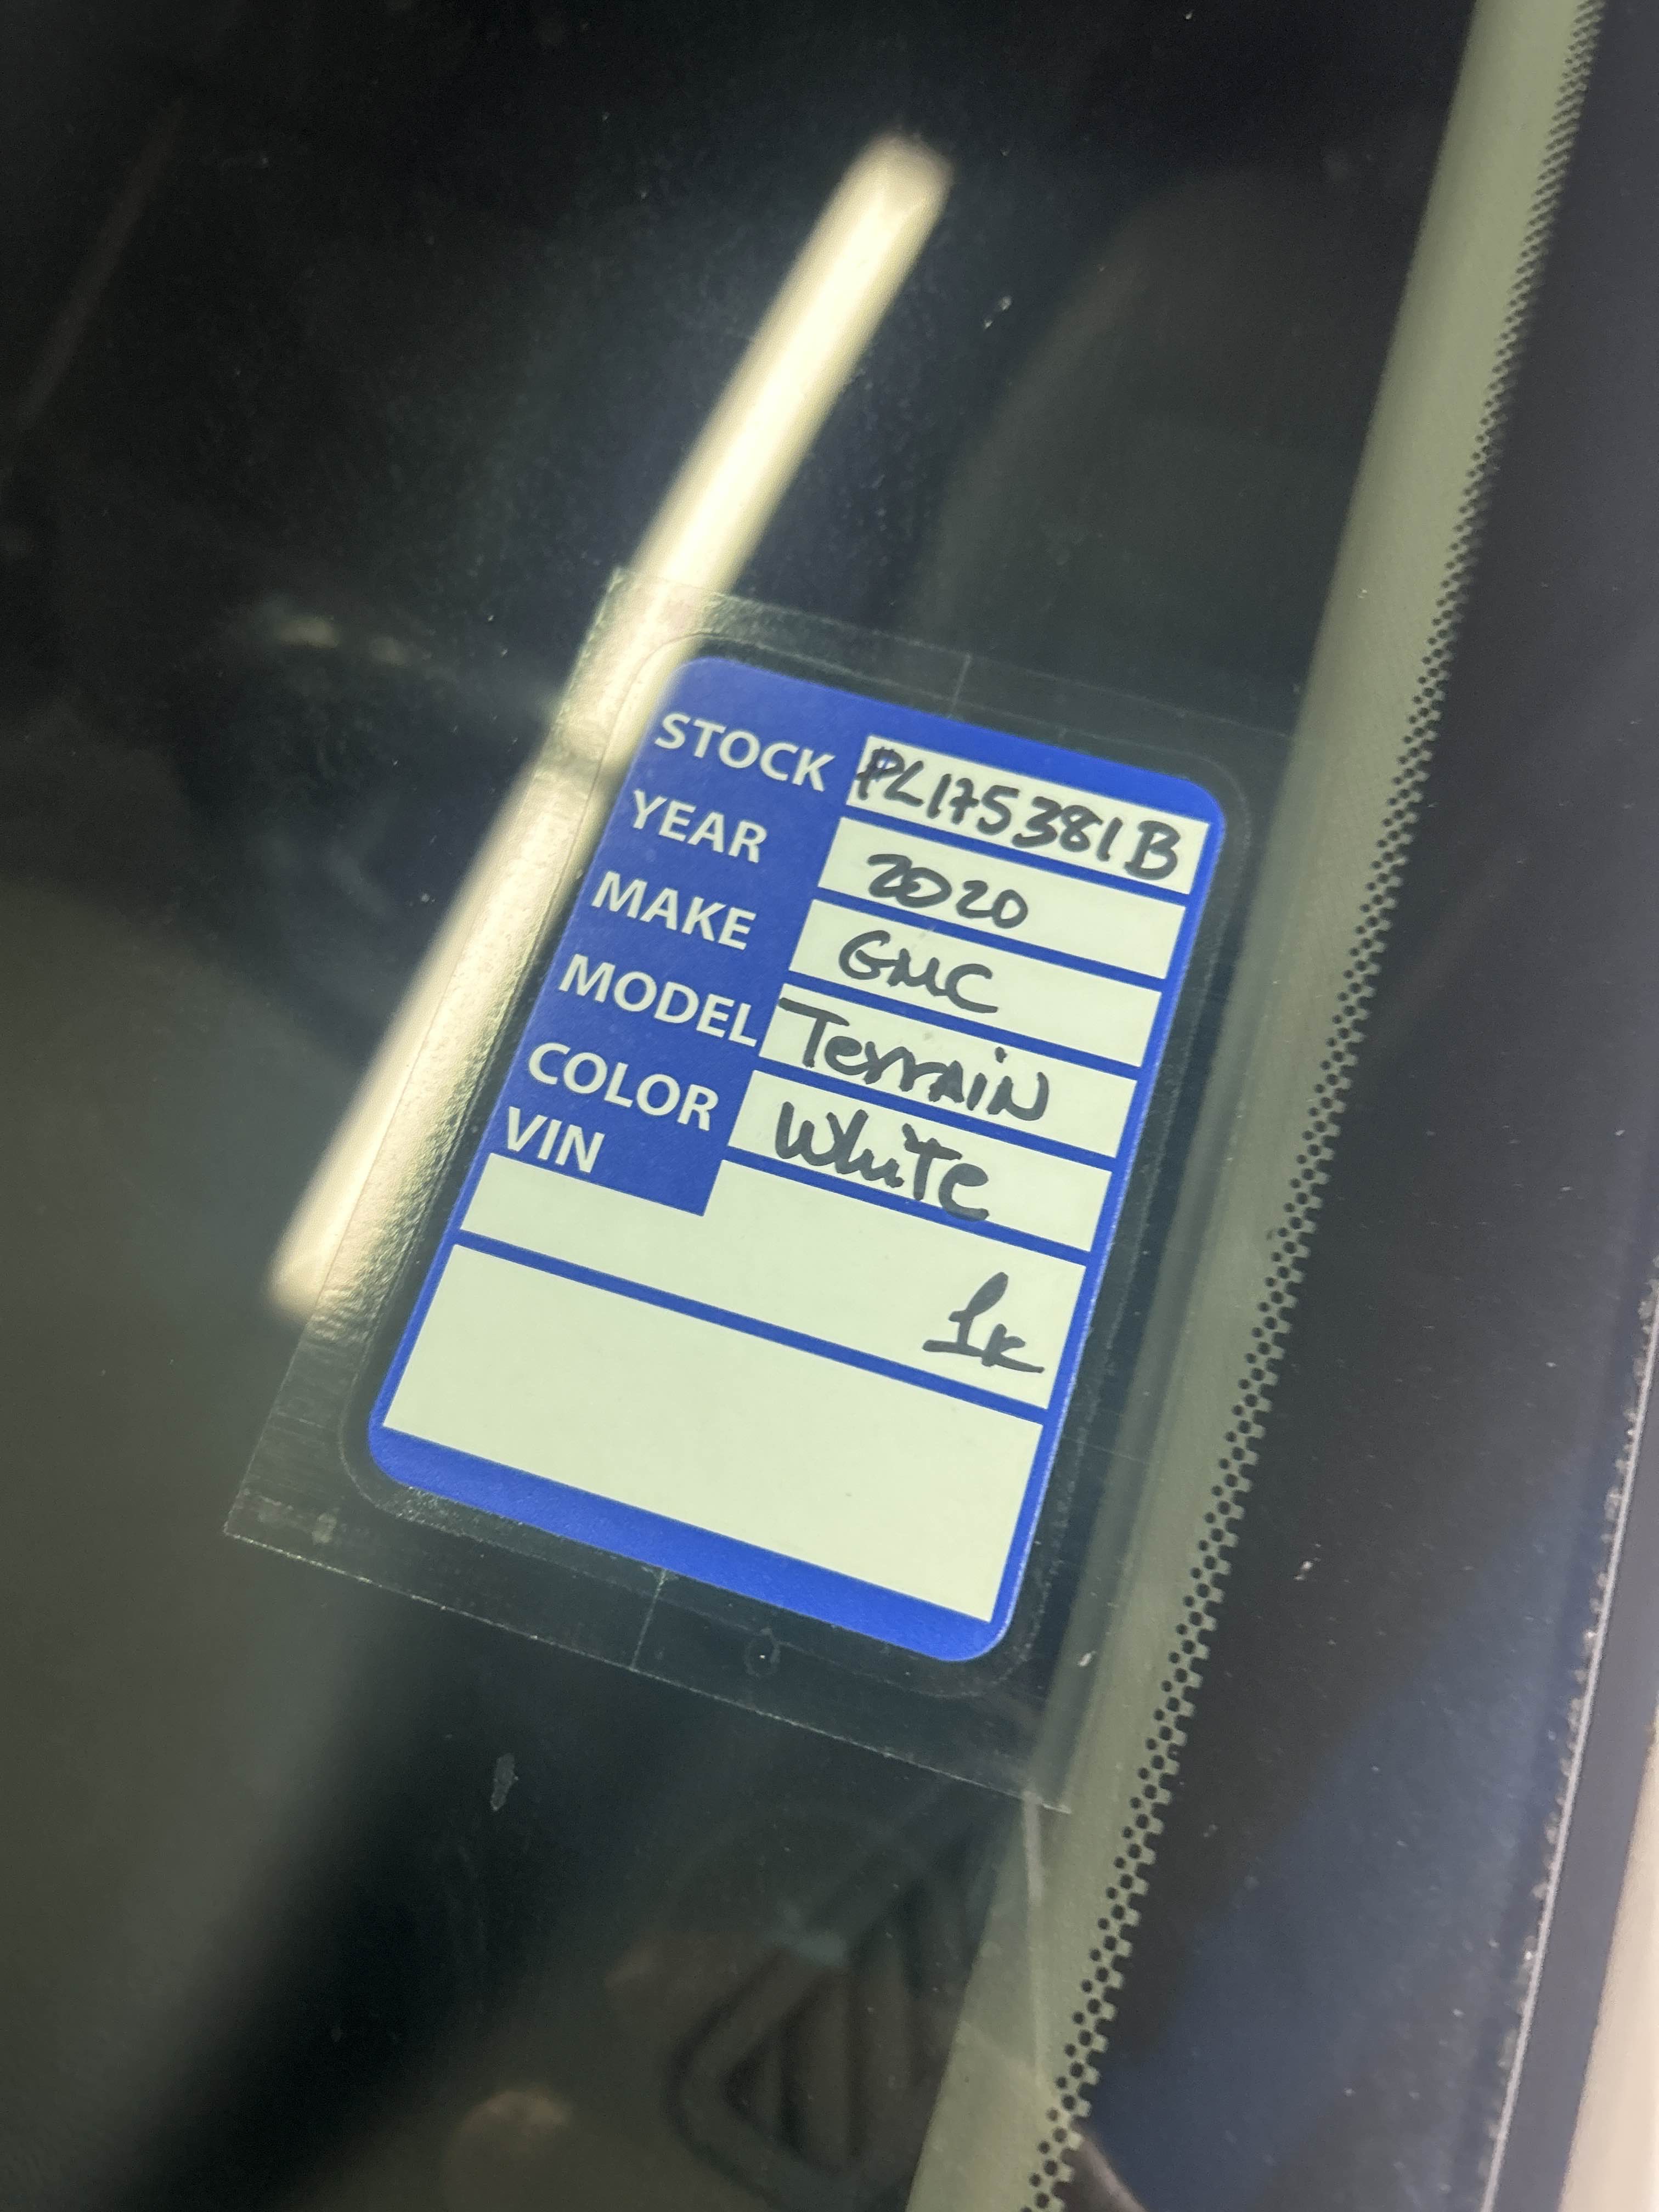 STOCK PL175381B
YEAR 2020
MAKE GMC
MODEL Terrain
COLOR White
VIN
1k